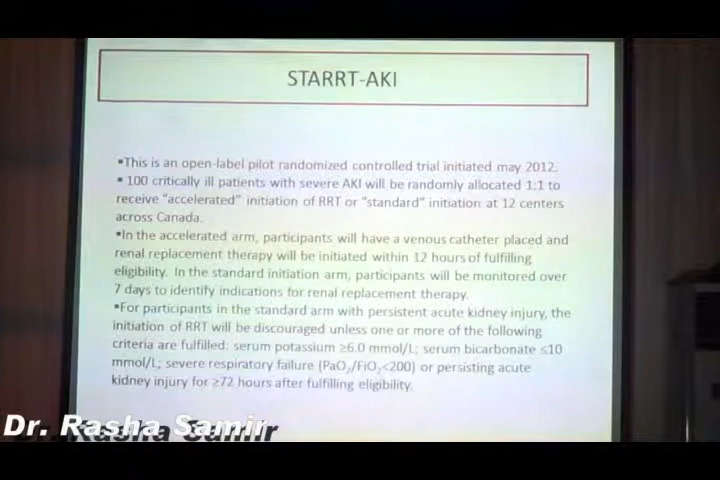 STARRT-AKI
▪This is an open-label pilot randomized controlled trial initiated may 2012.
▪ 100 critically ill patients with severe AKI will be randomly allocated 1:1 to
receive "accelerated" initiation of RRT or "standard" initiation at 12 centers
across Canada.
▪In the accelerated arm, participants will have a venous catheter placed and
renal replacement therapy will be initiated within 12 hours of fulfilling
eligibility. In the standard initiation arm, participants will be monitored over
7 days to identify indications for renal replacement therapy.
▪For participants in the standard arm with persistent acute kidney injury, the
initiation of RRT will be discouraged unless one or more of the following
criteria are fulfilled: serum potassium ≥6.0 mmol/L; serum bicarbonate ≤10
mmol/L; severe respiratory failure (PaO₂/FiO₂<200) or persisting acute
kidney injury for ≥72 hours after fulfilling eligibility.
Dr. Rasha Samir